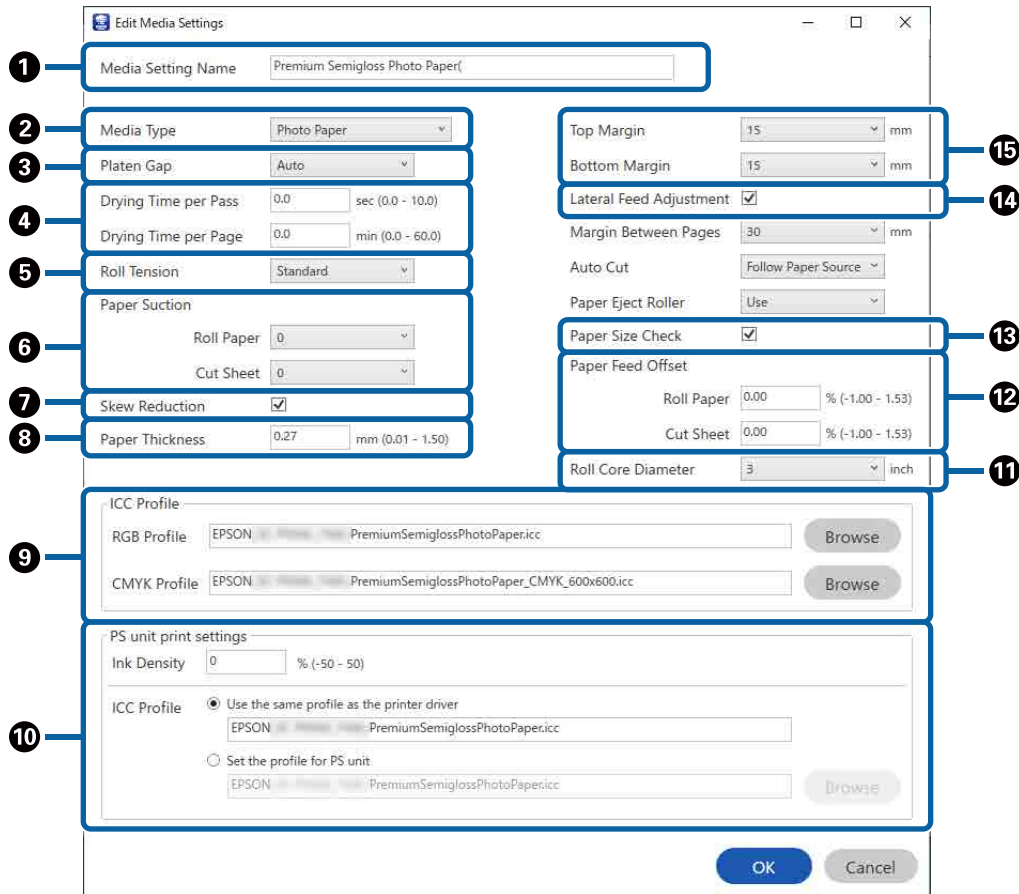 Edit Media Settings
1 Media Setting Name Premium Semigloss Photo Paper(
2 Media Type Photo Paper
3 Platen Gap Auto
4 Drying Time per Pass 0.0 sec (0.0 - 10.0)
Drying Time per Page 0.0 min (0.0 - 60.0)
5 Roll Tension Standard
Paper Suction
6 Roll Paper 0
Cut Sheet 0
7 Skew Reduction
8 Paper Thickness 0.27 mm (0.01 - 1.50)
Top Margin 15 mm
15
Bottom Margin 15 mm
Lateral Feed Adjustment 14
Margin Between Pages 30 mm
Auto Cut Follow Paper Source
Paper Eject Roller Use
Paper Size Check 13
Paper Feed Offset
Roll Paper 0.00 % (-1.00 - 1.53) 12
Cut Sheet 0.00 % (-1.00 - 1.53)
Roll Core Diameter 3 inch 11
ICC Profile
RGB Profile EPSON PremiumSemiglossPhotoPaper.icc Browse
9
CMYK Profile EPSON PremiumSemiglossPhotoPaper_CMYK_600x600.icc Browse
PS unit print settings
Ink Density 0 % (-50 - 50)
ICC Profile Use the same profile as the printer driver
10
EPSON PremiumSemiglossPhotoPaper.icc
Set the profile for PS unit
EPSON PremiumSemiglossPhotoPaper.icc Browse
OK Cancel